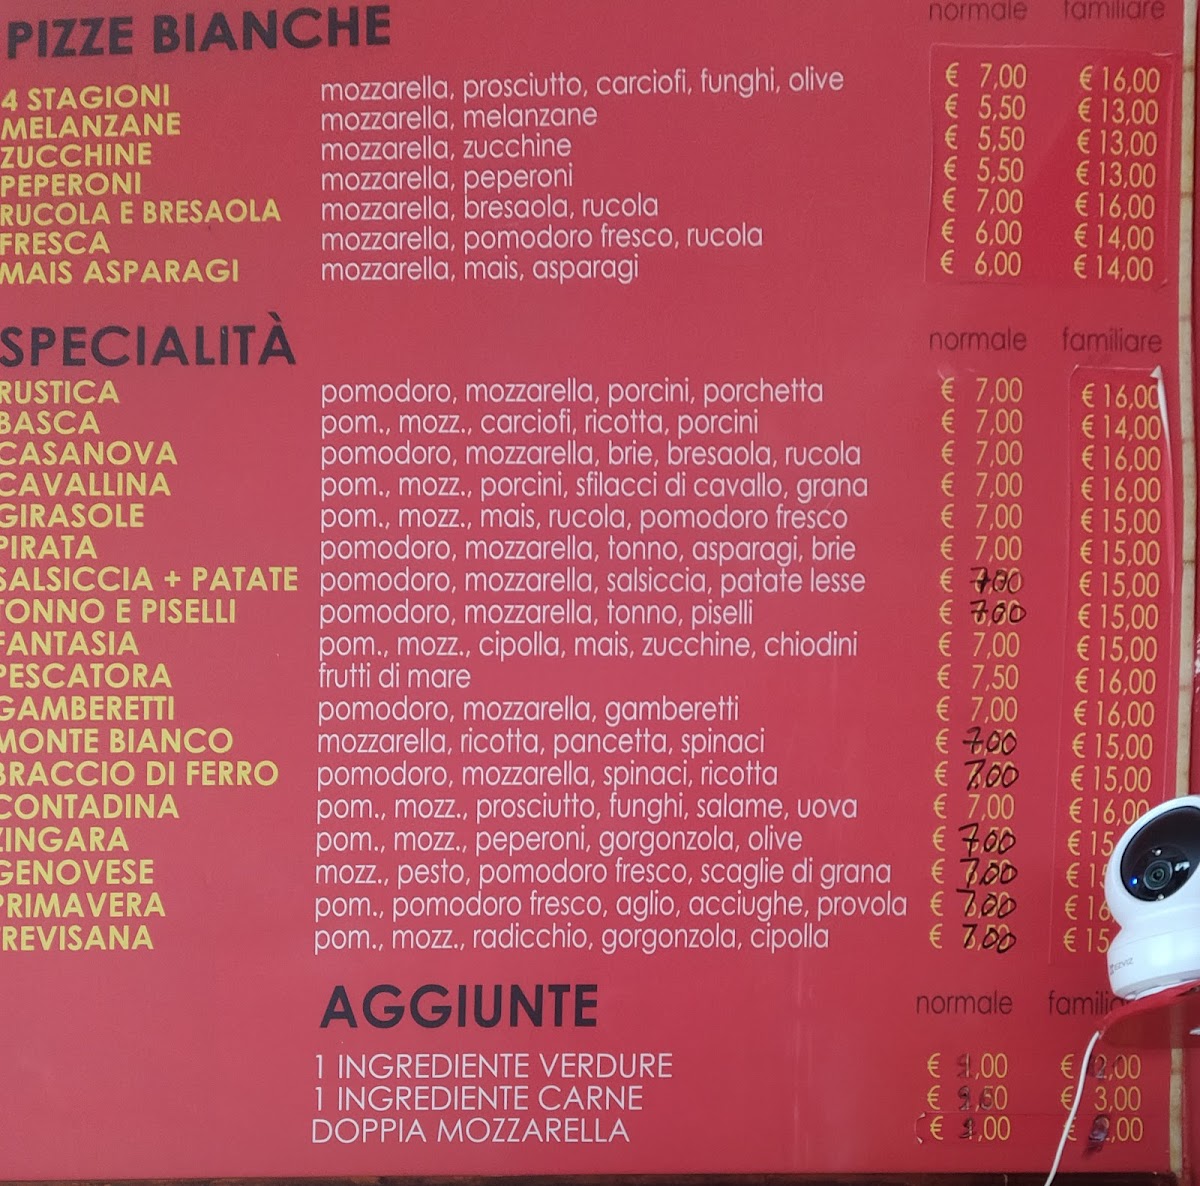 PIZZE BIANCHE normale familiare
4 STAGIONI mozzarella, prosciutto, carciofi, funghi, olive € 7,00 € 16,00
MELANZANE mozzarella, melanzane € 5,50 € 13,00
ZUCCHINE mozzarella, zucchine € 5,50 € 13,00
PEPERONI mozzarella, peperoni € 5,50 € 13,00
RUCOLA E BRESAOLA mozzarella, bresaola, rucola € 7,00 € 16,00
FRESCA mozzarella, pomodoro fresco, rucola € 6,00 € 14,00
MAIS ASPARAGI mozzarella, mais, asparagi € 6,00 € 14,00
SPECIALITÀ normale familiare
RUSTICA pomodoro, mozzarella, porcini, porchetta € 7,00 € 16,00
BASCA pom., mozz., carciofi, ricotta, porcini € 7,00 € 14,00
CASANOVA pomodoro, mozzarella, brie, bresaola, rucola € 7,00 € 16,00
CAVALLINA pom., mozz., porcini, sfilacci di cavallo, grana € 7,00 € 16,00
GIRASOLE pom., mozz., mais, rucola, pomodoro fresco € 7,00 € 15,00
PIRATA pomodoro, mozzarella, tonno, asparagi, brie € 7,00 € 15,00
SALSICCIA + PATATE pomodoro, mozzarella, salsiccia, patate lesse € 7.00 € 15,00
TONNO E PISELLI pomodoro, mozzarella, tonno, piselli € 7.00 € 15,00
FANTASIA pom., mozz., cipolla, mais, zucchine, chiodini € 7,00 € 15,00
PESCATORA frutti di mare € 7,50 € 16,00
GAMBERETTI pomodoro, mozzarella, gamberetti € 7,00 € 16,00
MONTE BIANCO mozzarella, ricotta, pancetta, spinaci € 7.00 € 15,00
BRACCIO DI FERRO pomodoro, mozzarella, spinaci, ricotta € 7.00 € 15,00
CONTADINA pom., mozz., prosciutto, funghi, salame, uova € 7,00 € 16,00
ZINGARA pom., mozz., peperoni, gorgonzola, olive € 7.00 € 15
GENOVESE mozz., pesto, pomodoro fresco, scaglie di grana € 7.00 €
PRIMAVERA pom., pomodoro fresco, aglio, acciughe, provola € 7.00 € 16
TREVISANA pom., mozz., radicchio, gorgonzola, cipolla € 7.00 € 15
AGGIUNTE normale
1 INGREDIENTE VERDURE € €
1 INGREDIENTE CARNE € € 3,00
DOPPIA MOZZARELLA € €
EZVIZ